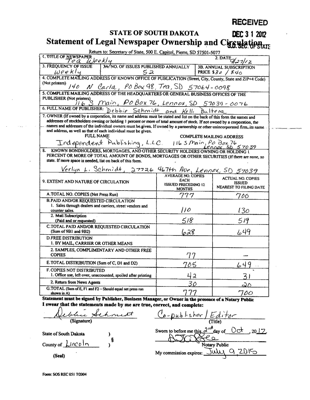 RECEIVED
DEC 3 1 2012
STATE OF SOUTH DAKOTA
Statement of Legal Newspaper Ownership and Circulation
S.D. SEC. OF STATE
Return to: Secretary of State, 500 E. Capitol, Pierre, SD 57501-5077
1. TITLE OF NEWSPAPER
Tea Weekly
2. DATE
3. FREQUENCY OF ISSUE
Weekly
3A. NO. OF ISSUES PUBLISHED ANNUALLY
52
3B. ANNUAL SUBSCRIPTION
PRICE
4. COMPLETE MAILING ADDRESS OF KNOWN OFFICE OF PUBLICATION (Street, City, County, State and ZIP+4 Code)
(Not printers)
140 N Carla, PO Box 98 Tea, SD 57064-0098
5. COMPLETE MAILING ADDRESS OF THE HEADQUARTERS OR GENERAL BUSINESS OFFICES OF THE
PUBLISHER (Not printers)
116 S Main, PO Box 76, Lennox, SD 57039-0076
6. FULL NAME OF PUBLISHER: Debbie Schmidt and Kelli Bultena
7. OWNER (If owned by a corporation, its name and address must be stated and list on the back of this form the names and
addresses of stockholders owning or holding 1 percent or more of total amount of stock. If not owned by a corporation, the
names and addresses of the individual owners must be given. If owned by a partnership or other unincorporated firm, its name
and address, as well as that of each individual must be given.
FULL NAME
COMPLETE MAILING ADDRESS
Independent Publishing, LLC 116 S Main, Po Box 76
Lennox SD 57039
8. KNOWN BONDHOLDERS, MORTGAGEES, AND OTHER SECURITY HOLDERS OWNING OR HOLDING 1
PERCENT OR MORE OF TOTAL AMOUNT OF BONDS, MORTGAGES OR OTHER SECURITIES (If there are none, so
state. If more space is needed, list on back of this form.
Verlyn L. Schmidt, 27726 467th Ave, Lennox, SD 57039
9. EXTENT AND NATURE OF CIRCULATION
AVERAGE NO. COPIES
EACH
ISSUED PRECEDING 12
MONTHS
ACTUAL NO. COPIES
ISSUED
NEAREST TO FILING DATE
A. TOTAL NO. COPIES (Net Press Run)
777
700
B. PAID AND/OR REQUESTED CIRCULATION
1. Sales through dealers and carriers, street vendors and
counter sales
110
130
2. Mail Subscription
(Paid and or requested)
518
519
C. TOTAL PAID AND/OR REQUESTED CIRCULATION
(Sum of 9B1 and 9B2)
628
649
D. FREE DISTRIBUTION
1. BY MAIL, CARRIER OR OTHER MEANS
2. SAMPLES, COMPLIMENTARY AND OTHER FREE
COPIES
77
E. TOTAL DISTRIBUTION (Sum of C, D1 and D2)
705
649
F. COPIES NOT DISTRIBUTED
1. Office use, left over, unaccounted, spoiled after printing
42
31
2. Return from News Agents
30
20
G. TOTAL (Sum of E, F1 and F2 - Should equal net press run
shown in A)
777
700
Statement must be signed by Publisher, Business Manager, or Owner in the presence of a Notary Public
I swear that the statements made by me are true, correct, and complete:
Debbie Schmidt
Co-publisher / Editor
(Signature)
(Title)
State of South Dakota )
Sworn to before me this 2nd day of Oct 2012
County of Lincoln ) §
Notary Public
(Seal)
My commission expires: July 9 2015
Form: SOS REC 051 7/2004